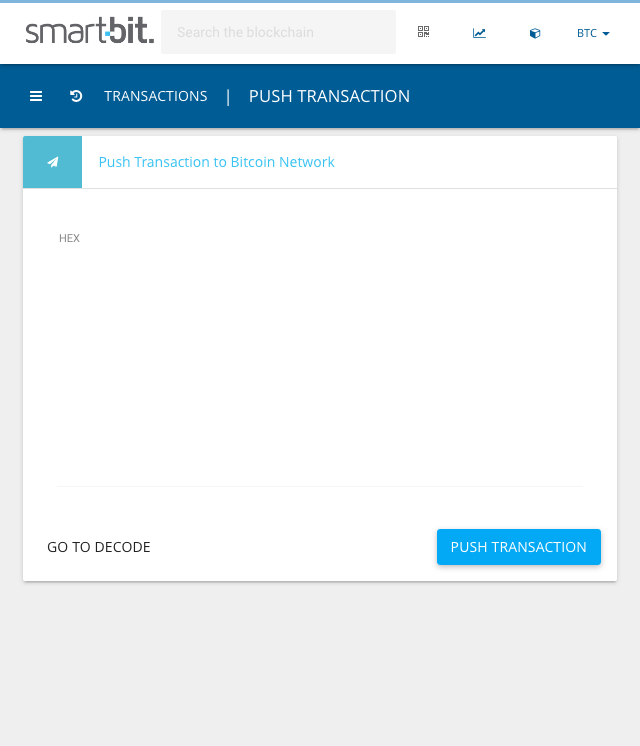 smartbit.
Search the blockchain
BTC
TRANSACTIONS | PUSH TRANSACTION
Push Transaction to Bitcoin Network
HEX
GO TO DECODE
PUSH TRANSACTION